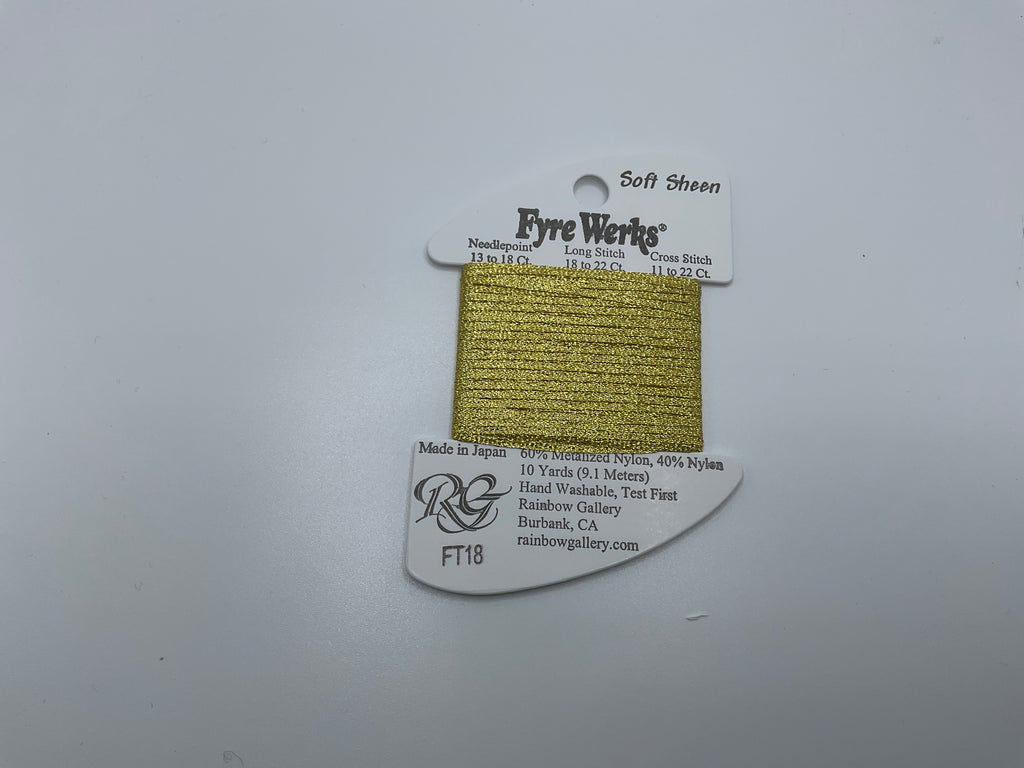 Soft Sheen
Fyre Werks®
Needlepoint Long Stitch Cross Stitch
13 to 18 Ct. 18 to 22 Ct. 11 to 22 Ct.
Made in Japan 60% Metalized Nylon, 40% Nylon
10 Yards (9.1 Meters)
Hand Washable, Test First
RG
Rainbow Gallery
Burbank, CA
rainbowgallery.com
FT18